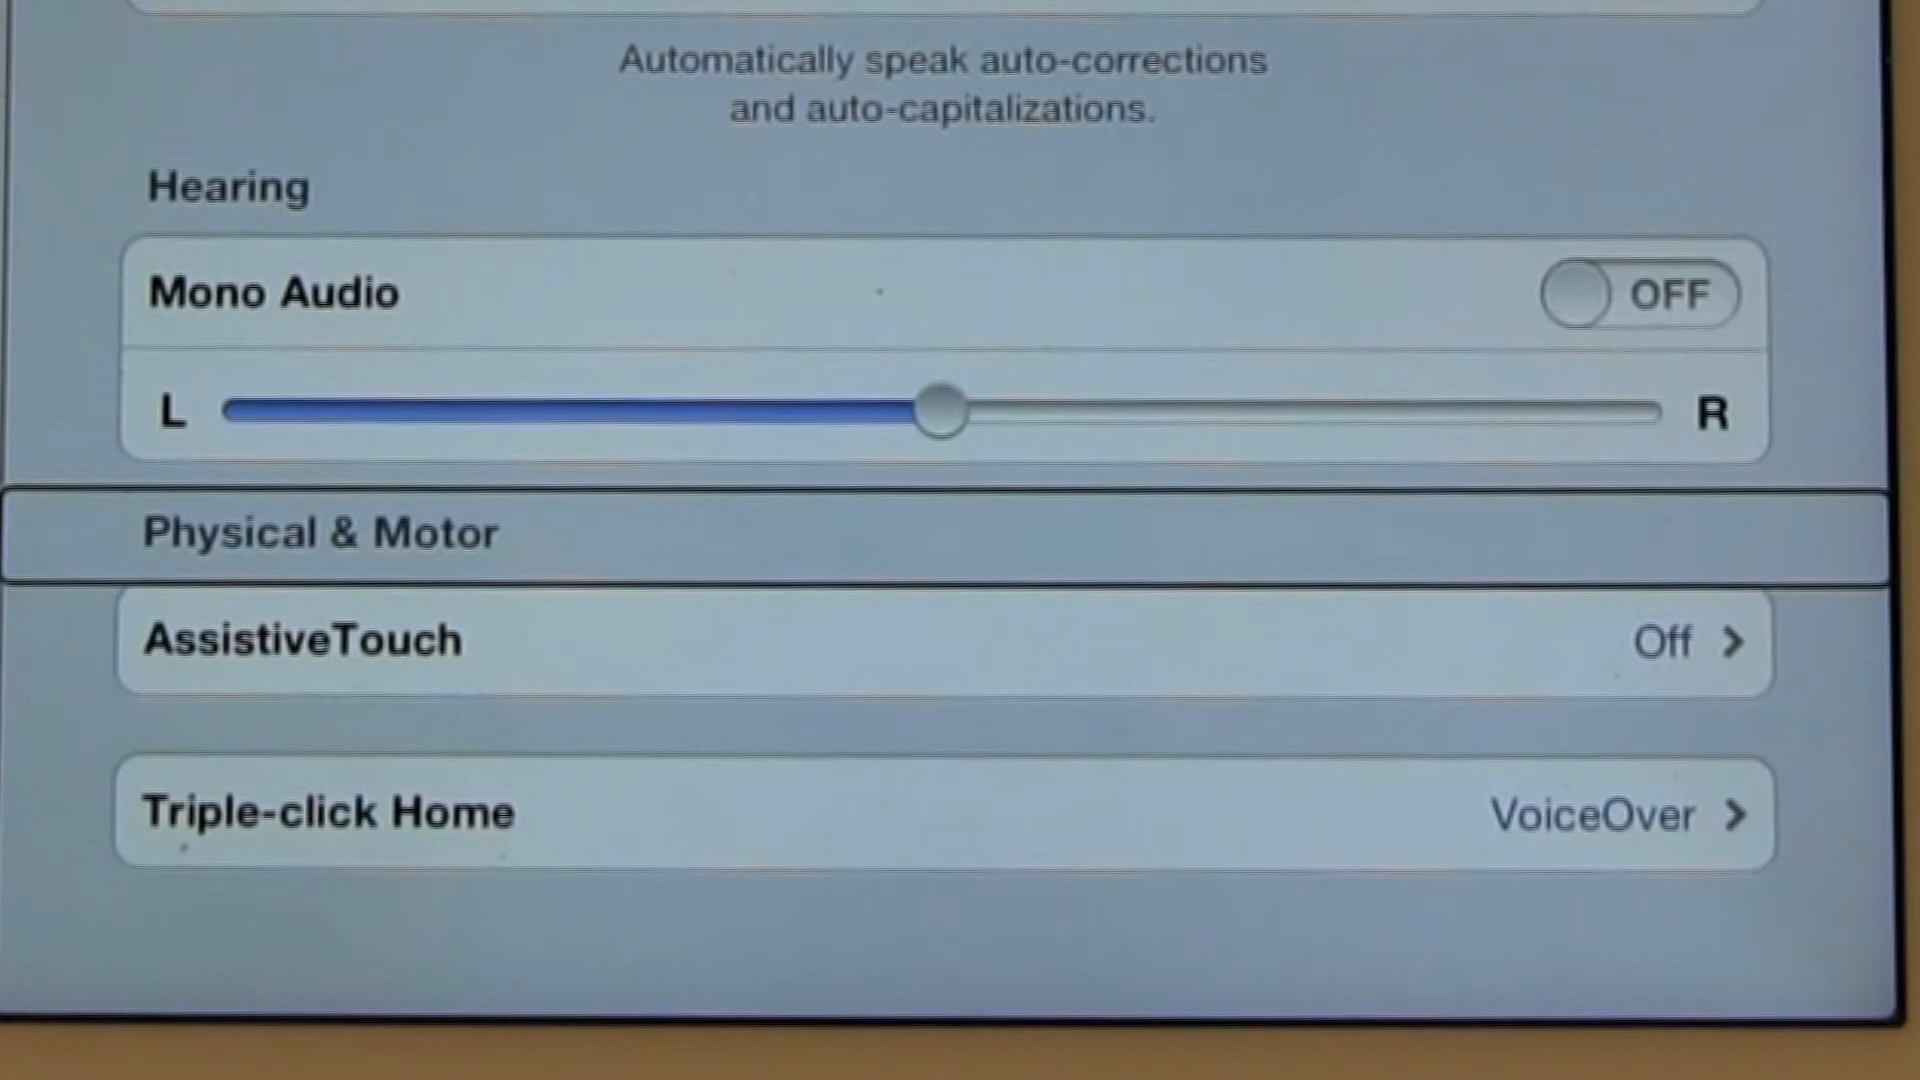 Automatically speak auto-corrections
and auto-capitalizations.
Hearing
Mono Audio OFF
L R
Physical & Motor
AssistiveTouch Off >
Triple-click Home VoiceOver >